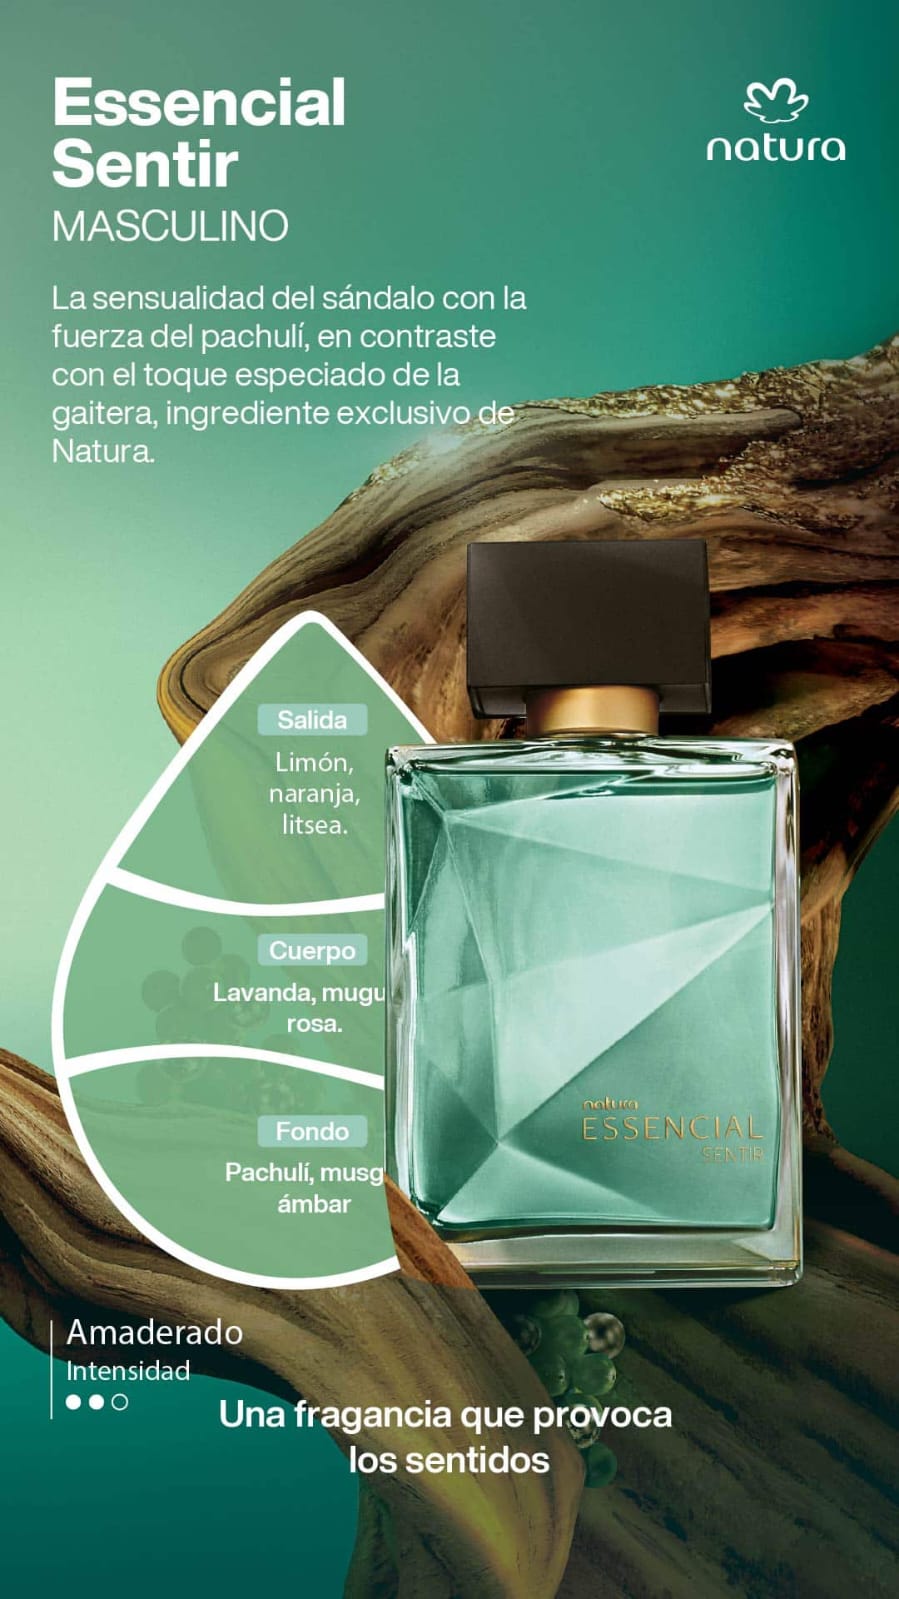 Essencial
Sentir
MASCULINO
natura
La sensualidad del sándalo con la
fuerza del pachulí, en contraste
con el toque especiado de la
gaitera, ingrediente exclusivo de
Natura.
Salida
Limón,
naranja,
litsea.
Cuerpo
Lavanda, mugu
rosa.
Fondo
Pachulí, musg
ámbar
natura
ESSENCIAL
SENTIR
Amaderado
Intensidad
Una fragancia que provoca
los sentidos